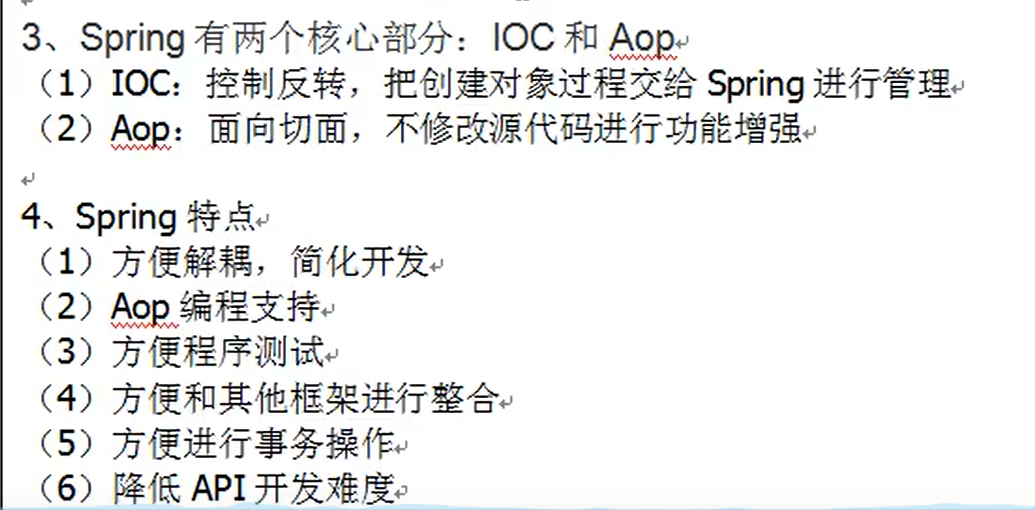 3、Spring 有两个核心部分：IOC 和 Aop
（1）IOC：控制反转，把创建对象过程交给 Spring 进行管理
（2）Aop：面向切面，不修改源代码进行功能增强
4、Spring 特点
（1）方便解耦，简化开发
（2）Aop 编程支持
（3）方便程序测试
（4）方便和其他框架进行整合
（5）方便进行事务操作
（6）降低 API 开发难度